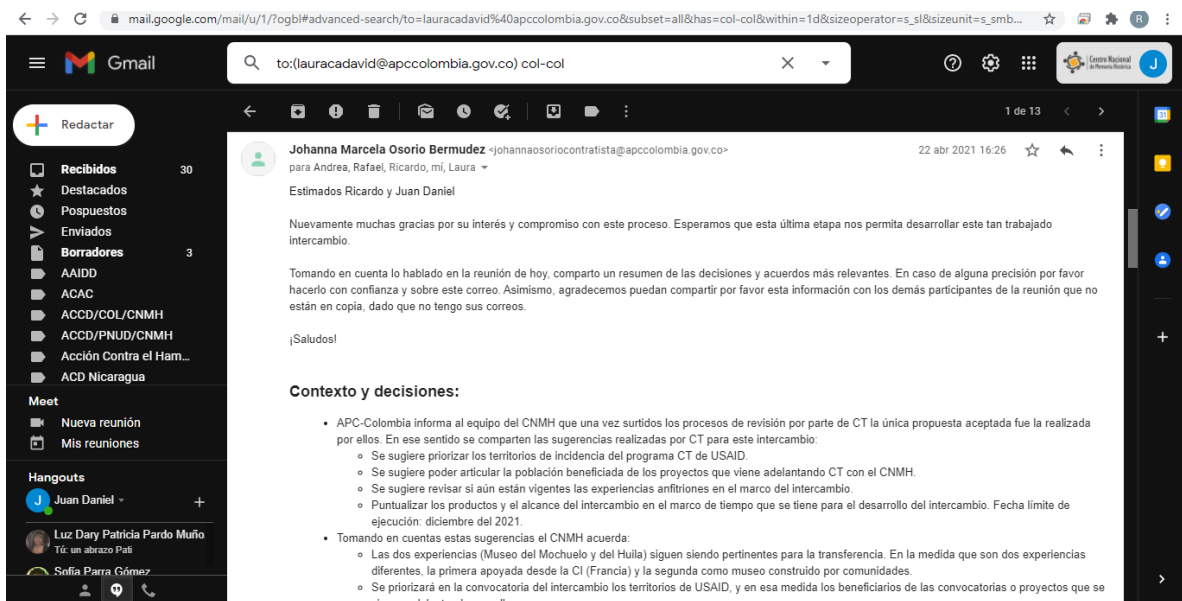 mail.google.com/mail/u/1/?ogbl#advanced-search/to=lauracadavid%40apccolombia.gov.co&subset=all&has=col-col&within=1d&sizeoperator=s_sl&sizeunit=s_smb...
R
Gmail
to:(lauracadavid@apccolombia.gov.co) col-col
Centro Nacional
de Memoria Histórica
J
Redactar
1 de 13
31
Recibidos 30
Destacados
Pospuestos
Enviados
Borradores 3
AAIDD
ACAC
ACCD/COL/CNMH
ACCD/PNUD/CNMH
Acción Contra el Ham...
ACD Nicaragua
Meet
Nueva reunión
Mis reuniones
Hangouts
J Juan Daniel
Luz Dary Patricia Pardo Muño
Tú: un abrazo Pati
Sofía Parra Gómez
Johanna Marcela Osorio Bermudez <johannaosoriocontratista@apccolombia.gov.co> 22 abr 2021 16:26
para Andrea, Rafael, Ricardo, mí, Laura
Estimados Ricardo y Juan Daniel
Nuevamente muchas gracias por su interés y compromiso con este proceso. Esperamos que esta última etapa nos permita desarrollar este tan trabajado
intercambio.
Tomando en cuenta lo hablado en la reunión de hoy, comparto un resumen de las decisiones y acuerdos más relevantes. En caso de alguna precisión por favor
hacerlo con confianza y sobre este correo. Asimismo, agradecemos puedan compartir por favor esta información con los demás participantes de la reunión que no
están en copia, dado que no tengo sus correos.
¡Saludos!
Contexto y decisiones:
• APC-Colombia informa al equipo del CNMH que una vez surtidos los procesos de revisión por parte de CT la única propuesta aceptada fue la realizada
por ellos. En ese sentido se comparten las sugerencias realizadas por CT para este intercambio:
Se sugiere priorizar los territorios de incidencia del programa CT de USAID.
Se sugiere poder articular la población beneficiada de los proyectos que viene adelantando CT con el CNMH.
Se sugiere revisar si aún están vigentes las experiencias anfitriones en el marco del intercambio.
Puntualizar los productos y el alcance del intercambio en el marco de tiempo que se tiene para el desarrollo del intercambio. Fecha límite de
ejecución: diciembre del 2021.
• Tomando en cuentas estas sugerencias el CNMH acuerda:
Las dos experiencias (Museo del Mochuelo y del Huila) siguen siendo pertinentes para la transferencia. En la medida que son dos experiencias
diferentes, la primera apoyada desde la CI (Francia) y la segunda como museo construido por comunidades.
Se priorizará en la convocatoria del intercambio los territorios de USAID, y en esa medida los beneficiarios de las convocatorias o proyectos que se